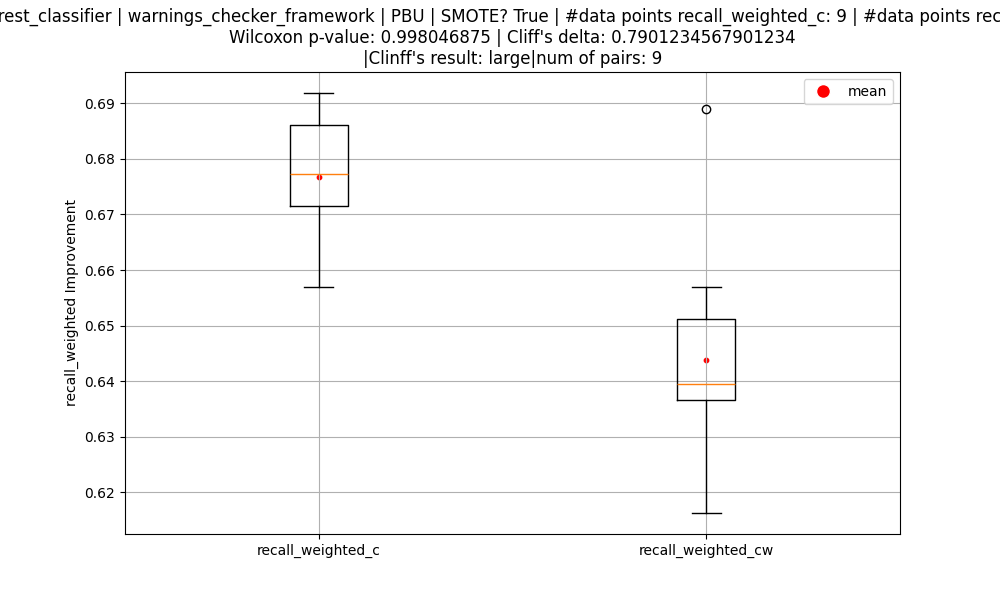 rest_classifier | warnings_checker_framework | PBU | SMOTE? True | #data points recall_weighted_c: 9 | #data points rec
Wilcoxon p-value: 0.998046875 | Cliff's delta: 0.7901234567901234
|Clinff's result: large|num of pairs: 9
mean
0.69
0.68
0.67
0.66
0.65
0.64
0.63
0.62
recall_weighted Improvement
recall_weighted_c
recall_weighted_cw